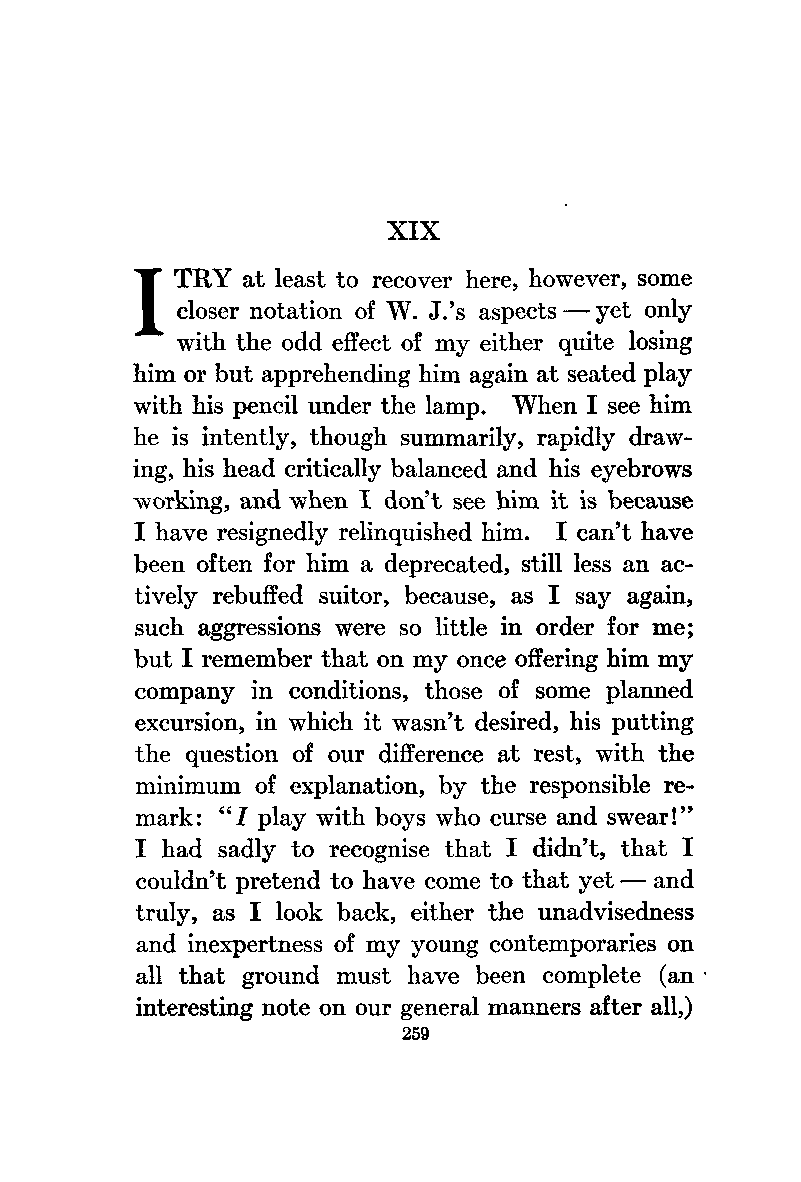 XIX
I TRY at least to recover here, however, some
closer notation of W. J.'s aspects — yet only
with the odd effect of my either quite losing
him or but apprehending him again at seated play
with his pencil under the lamp. When I see him
he is intently, though summarily, rapidly draw-
ing, his head critically balanced and his eyebrows
working, and when I don't see him it is because
I have resignedly relinquished him. I can't have
been often for him a deprecated, still less an ac-
tively rebuffed suitor, because, as I say again,
such aggressions were so little in order for me;
but I remember that on my once offering him my
company in conditions, those of some planned
excursion, in which it wasn't desired, his putting
the question of our difference at rest, with the
minimum of explanation, by the responsible re-
mark: "I play with boys who curse and swear!"
I had sadly to recognise that I didn't, that I
couldn't pretend to have come to that yet — and
truly, as I look back, either the unadvisedness
and inexpertness of my young contemporaries on
all that ground must have been complete (an
interesting note on our general manners after all,)
259